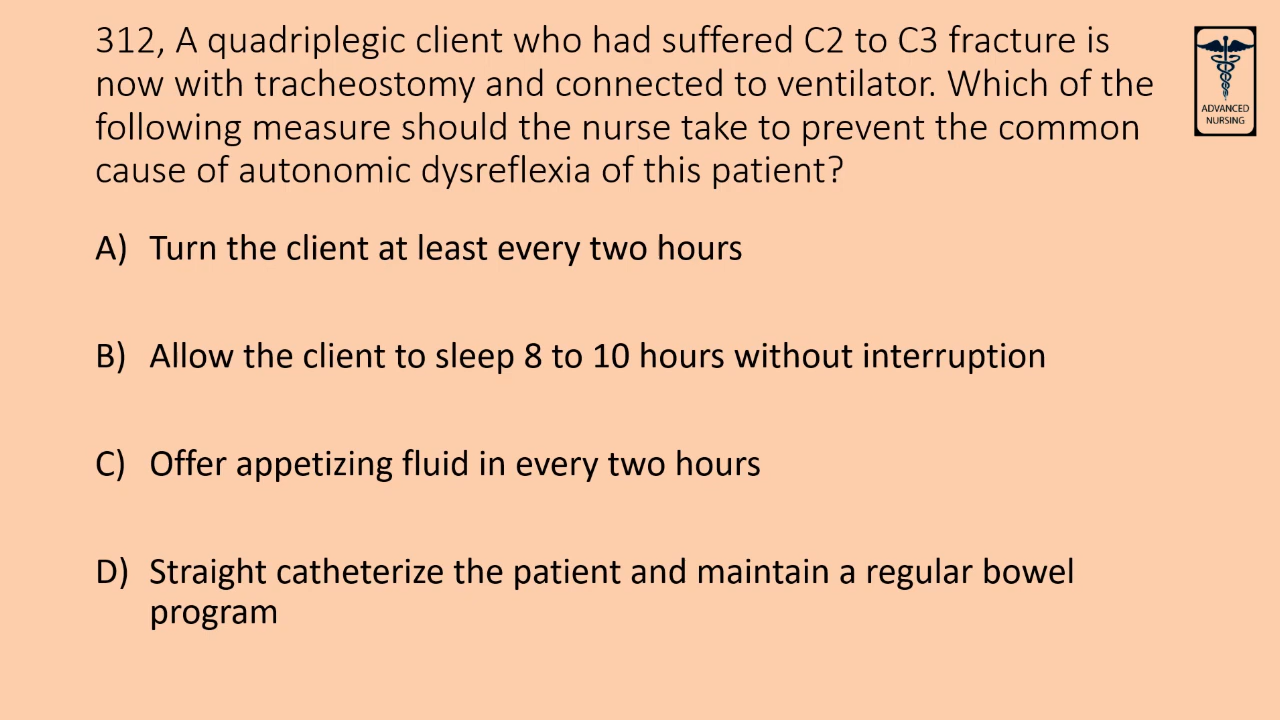 312, A quadriplegic client who had suffered C2 to C3 fracture is
now with tracheostomy and connected to ventilator. Which of the
following measure should the nurse take to prevent the common
cause of autonomic dysreflexia of this patient?
ADVANCED
NURSING
A) Turn the client at least every two hours
B) Allow the client to sleep 8 to 10 hours without interruption
C) Offer appetizing fluid in every two hours
D) Straight catheterize the patient and maintain a regular bowel
program